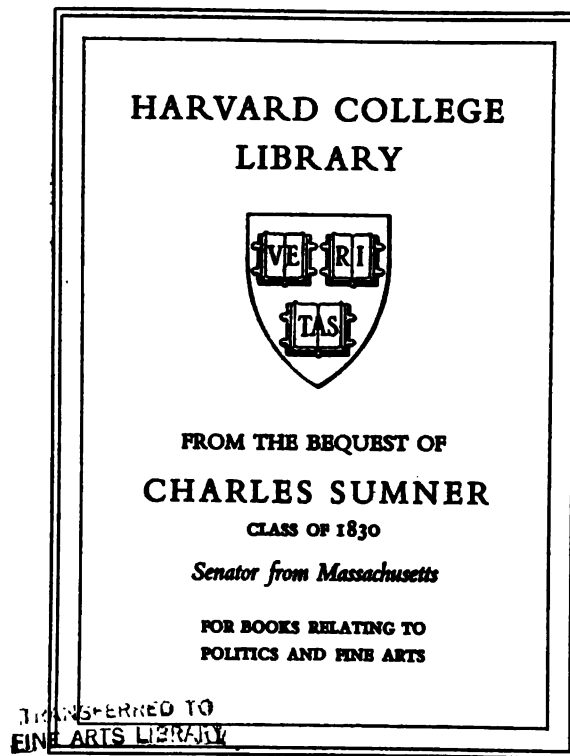 HARVARD COLLEGE
LIBRARY
VE RI
TAS
FROM THE BEQUEST OF
CHARLES SUMNER
CLASS OF 1830
Senator from Massachusetts
FOR BOOKS RELATING TO
POLITICS AND FINE ARTS
TRANSFERRED TO
FINE ARTS LIBRARY